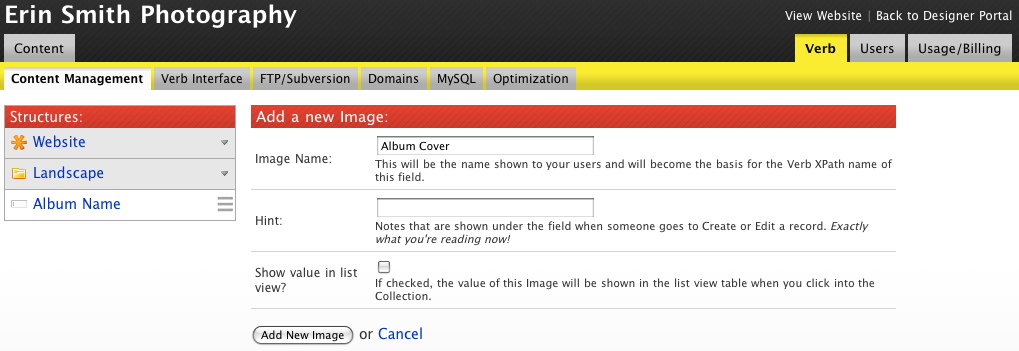 Erin Smith Photography
View Website | Back to Designer Portal
Content
Verb
Users
Usage/Billing
Content Management
Verb Interface
FTP/Subversion
Domains
MySQL
Optimization
Structures:
Website
Landscape
Album Name
Add a new Image:
Image Name:
Album Cover
This will be the name shown to your users and will become the basis for the Verb XPath name of
this field.
Hint:
Notes that are shown under the field when someone goes to Create or Edit a record. Exactly
what you're reading now!
Show value in list
view?
If checked, the value of this Image will be shown in the list view table when you click into the
Collection.
Add New Image or Cancel